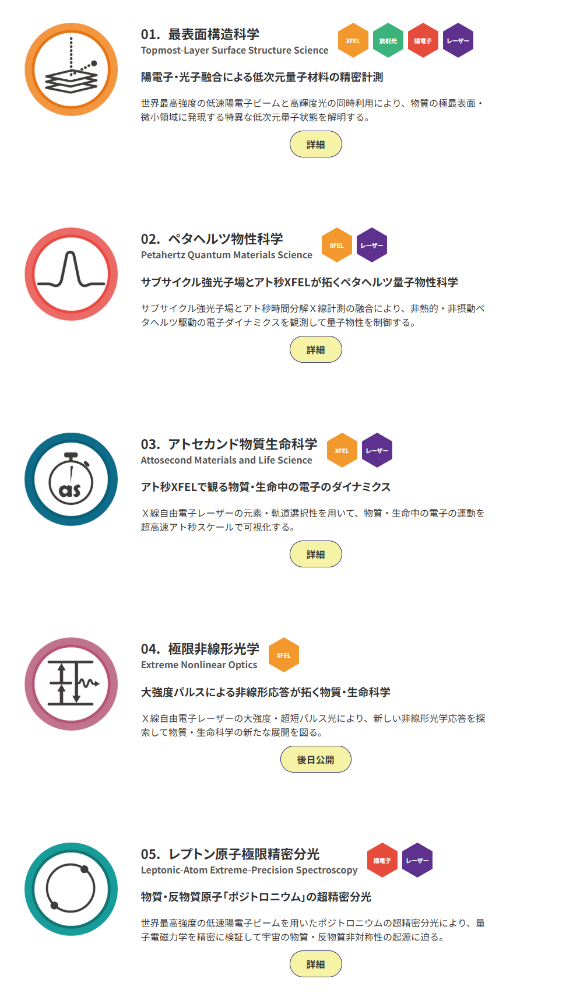 01. 最表面構造科学
Topmost-Layer Surface Structure Science
XFEL
放射光
陽電子
レーザー
陽電子・光子融合による低次元量子材料の精密計測
世界最高強度の低速陽電子ビームと高輝度光の同時利用により、物質の極最表面・
微小領域に発現する特異な低次元量子状態を解明する。
詳細
02. ペタヘルツ物性科学
Petahertz Quantum Materials Science
XFEL
レーザー
サブサイクル強光子場とアト秒XFELが拓くペタヘルツ量子物性科学
サブサイクル強光子場とアト秒時間分解Ｘ線計測の融合により、非熱的・非摂動ペ
タヘルツ駆動の電子ダイナミクスを観測して量子物性を制御する。
詳細
as
03. アトセカンド物質生命科学
Attosecond Materials and Life Science
XFEL
レーザー
アト秒XFELで観る物質・生命中の電子のダイナミクス
Ｘ線自由電子レーザーの元素・軌道選択性を用いて、物質・生命中の電子の運動を
超高速アト秒スケールで可視化する。
詳細
04. 極限非線形光学
Extreme Nonlinear Optics
XFEL
大強度パルスによる非線形応答が拓く物質・生命科学
Ｘ線自由電子レーザーの大強度・超短パルス光により、新しい非線形光学応答を探
索して物質・生命科学の新たな展開を図る。
後日公開
05. レプトン原子極限精密分光
Leptonic-Atom Extreme-Precision Spectroscopy
陽電子
レーザー
物質・反物質原子「ポジトロニウム」の超精密分光
世界最高強度の低速陽電子ビームを用いたポジトロニウムの超精密分光により、量
子電磁力学を精密に検証して宇宙の物質・反物質非対称性の起源に迫る。
詳細